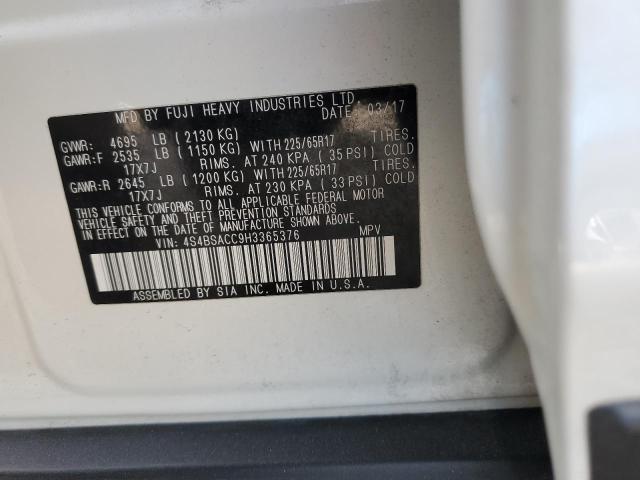 MFD BY FUJI HEAVY INDUSTRIES LTD.
DATE: 03/17
GVWR: 4695 LB (2130 KG)
GAWR:F 2535 LB (1150 KG) WITH 225/65R17 TIRES.
17X7J RIMS. AT 240 KPA (35 PSI) COLD
GAWR:R 2645 LB (1200 KG) WITH 225/65R17 TIRES.
17X7J RIMS. AT 230 KPA (33 PSI) COLD
THIS VEHICLE CONFORMS TO ALL APPLICABLE FEDERAL MOTOR
VEHICLE SAFETY AND THEFT PREVENTION STANDARDS
IN EFFECT ON THE DATE OF MANUFACTURE SHOWN ABOVE.
VIN: 4S4BSACC9H3365376 MPV
ASSEMBLED BY SIA INC. MADE IN U.S.A.